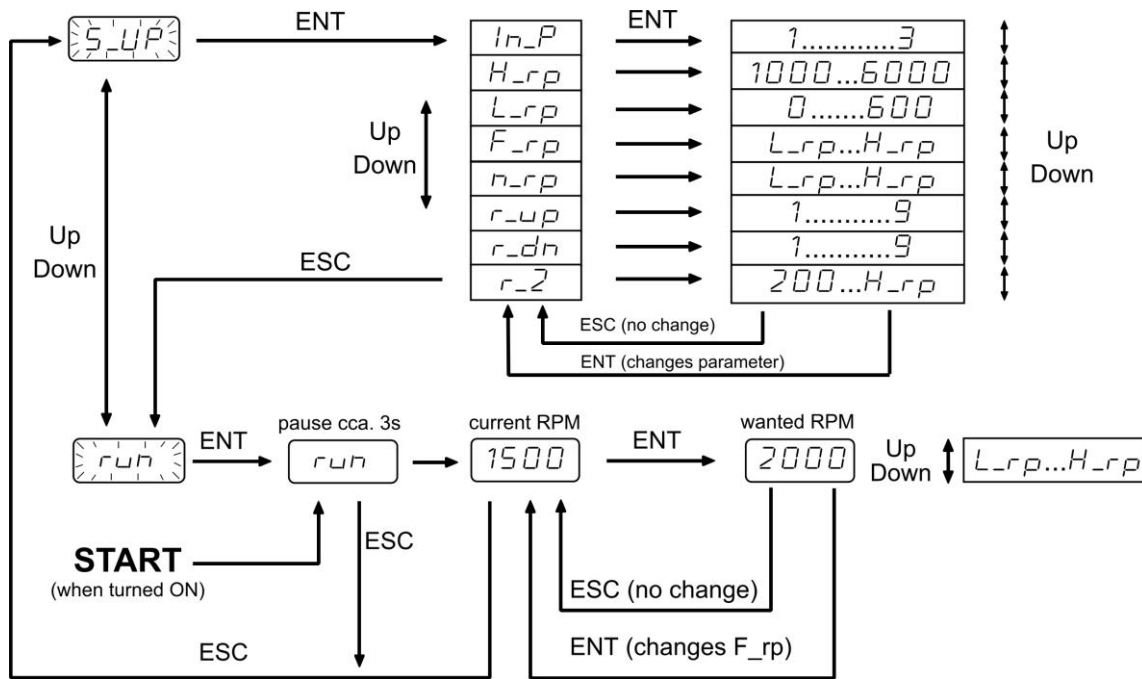 S_UP
ENT
ENT
In_P
1............3
H_rp
1000...6000
L_rp
0.......600
Up
Down
F_rp
L_rp...H_rp
Up
Down
n_rp
L_rp...H_rp
r_up
1...........9
Up
Down
r_dn
1...........9
ESC
r_2
200...H_rp
ESC (no change)
ENT (changes parameter)
run
ENT
pause cca. 3s
run
current RPM
1500
ENT
wanted RPM
2000
Up
Down
L_rp...H_rp
START
(when turned ON)
ESC
ESC (no change)
ESC
ENT (changes F_rp)